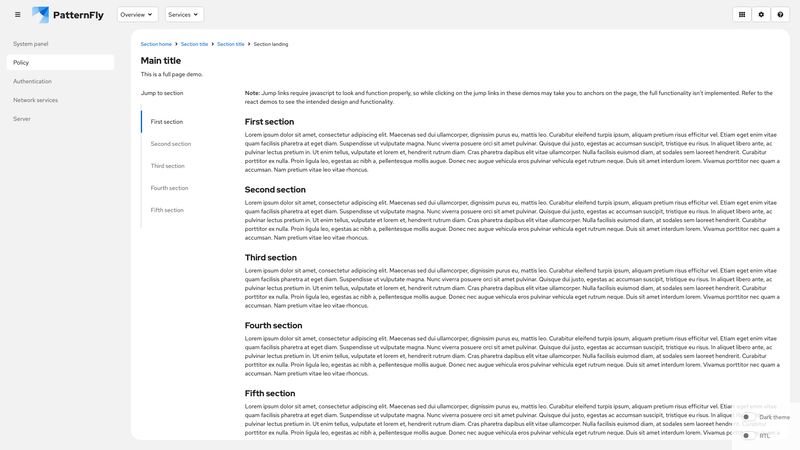 PatternFly
Overview
Services
System panel
Policy
Authentication
Network services
Server
Section home
Section title
Section title
Section landing
Main title
This is a full page demo.
Jump to section
First section
Second section
Third section
Fourth section
Fifth section
Note: Jump links require javascript to look and function properly, so while clicking on the jump links in these demos may take you to anchors on the page, the full functionality isn't implemented. Refer to the
react demos to see the intended design and functionality.
First section
Lorem ipsum dolor sit amet, consectetur adipiscing elit. Maecenas sed dui ullamcorper, dignissim purus eu, mattis leo. Curabitur eleifend turpis ipsum, aliquam pretium risus efficitur vel. Etiam eget enim vitae
quam faucibus pharetra at eget diam. Suspendisse ut vulputate magna. Nunc viverra posuere orci sit amet pulvinar. Quisque dui justo, egestas ac accumsan suscipit, tristique eu risus. In aliquet libero ante, ac
pulvinar lectus pretium in. Ut enim tellus, vulputate et lorem et, hendrerit rutrum diam. Cras pharetra dapibus elit vitae ullamcorper. Nulla facilisis euismod diam, at sodales sem laoreet hendrerit. Curabitur
porttitor ex nulla. Proin ligula leo, egestas ac nibh a, pellentesque mollis augue. Donec nec augue vehicula eros pulvinar vehicula eget rutrum neque. Duis sit amet interdum lorem. Vivamus porttitor nec quam a
accumsan. Nam pretium vitae leo vitae rhoncus.
Second section
Lorem ipsum dolor sit amet, consectetur adipiscing elit. Maecenas sed dui ullamcorper, dignissim purus eu, mattis leo. Curabitur eleifend turpis ipsum, aliquam pretium risus efficitur vel. Etiam eget enim vitae
quam faucibus pharetra at eget diam. Suspendisse ut vulputate magna. Nunc viverra posuere orci sit amet pulvinar. Quisque dui justo, egestas ac accumsan suscipit, tristique eu risus. In aliquet libero ante, ac
pulvinar lectus pretium in. Ut enim tellus, vulputate et lorem et, hendrerit rutrum diam. Cras pharetra dapibus elit vitae ullamcorper. Nulla facilisis euismod diam, at sodales sem laoreet hendrerit. Curabitur
porttitor ex nulla. Proin ligula leo, egestas ac nibh a, pellentesque mollis augue. Donec nec augue vehicula eros pulvinar vehicula eget rutrum neque. Duis sit amet interdum lorem. Vivamus porttitor nec quam a
accumsan. Nam pretium vitae leo vitae rhoncus.
Third section
Lorem ipsum dolor sit amet, consectetur adipiscing elit. Maecenas sed dui ullamcorper, dignissim purus eu, mattis leo. Curabitur eleifend turpis ipsum, aliquam pretium risus efficitur vel. Etiam eget enim vitae
quam faucibus pharetra at eget diam. Suspendisse ut vulputate magna. Nunc viverra posuere orci sit amet pulvinar. Quisque dui justo, egestas ac accumsan suscipit, tristique eu risus. In aliquet libero ante, ac
pulvinar lectus pretium in. Ut enim tellus, vulputate et lorem et, hendrerit rutrum diam. Cras pharetra dapibus elit vitae ullamcorper. Nulla facilisis euismod diam, at sodales sem laoreet hendrerit. Curabitur
porttitor ex nulla. Proin ligula leo, egestas ac nibh a, pellentesque mollis augue. Donec nec augue vehicula eros pulvinar vehicula eget rutrum neque. Duis sit amet interdum lorem. Vivamus porttitor nec quam a
accumsan. Nam pretium vitae leo vitae rhoncus.
Fourth section
Lorem ipsum dolor sit amet, consectetur adipiscing elit. Maecenas sed dui ullamcorper, dignissim purus eu, mattis leo. Curabitur eleifend turpis ipsum, aliquam pretium risus efficitur vel. Etiam eget enim vitae
quam faucibus pharetra at eget diam. Suspendisse ut vulputate magna. Nunc viverra posuere orci sit amet pulvinar. Quisque dui justo, egestas ac accumsan suscipit, tristique eu risus. In aliquet libero ante, ac
pulvinar lectus pretium in. Ut enim tellus, vulputate et lorem et, hendrerit rutrum diam. Cras pharetra dapibus elit vitae ullamcorper. Nulla facilisis euismod diam, at sodales sem laoreet hendrerit. Curabitur
porttitor ex nulla. Proin ligula leo, egestas ac nibh a, pellentesque mollis augue. Donec nec augue vehicula eros pulvinar vehicula eget rutrum neque. Duis sit amet interdum lorem. Vivamus porttitor nec quam a
accumsan. Nam pretium vitae leo vitae rhoncus.
Fifth section
Lorem ipsum dolor sit amet, consectetur adipiscing elit. Maecenas sed dui ullamcorper, dignissim purus eu, mattis leo. Curabitur eleifend turpis ipsum, aliquam pretium risus efficitur vel. Etiam eget enim vitae
quam faucibus pharetra at eget diam. Suspendisse ut vulputate magna. Nunc viverra posuere orci sit amet pulvinar. Quisque dui justo, egestas ac accumsan suscipit, tristique
pulvinar lectus pretium in. Ut enim tellus, vulputate et lorem et, hendrerit rutrum diam. Cras pharetra dapibus elit vitae ullamcorper. Nulla facilisis euismod diam, at sodales sem laoreet hendrerit. Curabitur
porttitor ex nulla. Proin ligula leo, egestas ac nibh a, pellentesque mollis augue. Donec nec augue vehicula eros pulvinar vehicula eget rutrum neque. Duis sit amet interdum lorem. Vivamus
Dark theme
RTL